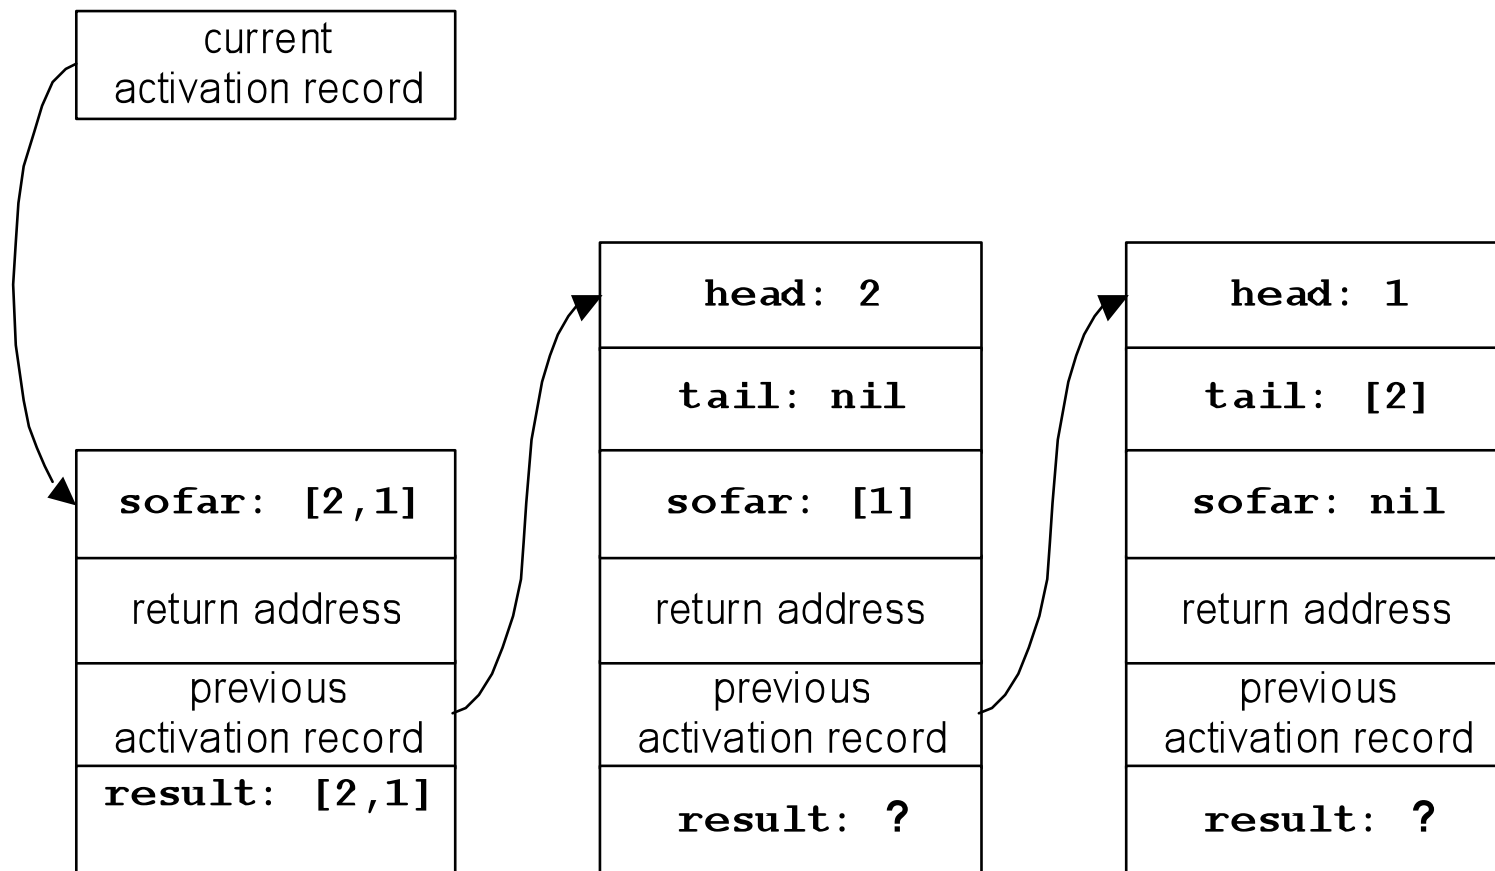 current
activation record
sofar: [2,1]
return address
previous
activation record
result: [2,1]
head: 2
tail: nil
sofar: [1]
return address
previous
activation record
result: ?
head: 1
tail: [2]
sofar: nil
return address
previous
activation record
result: ?